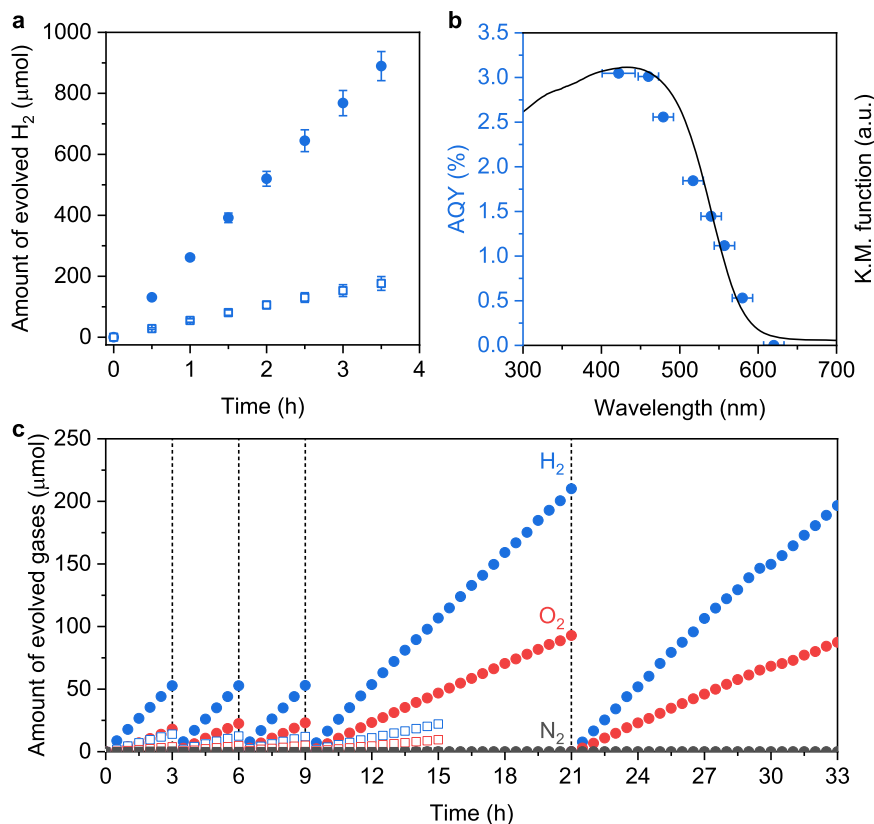 a
Amount of evolved H2 (μmol)
1000
800
600
400
200
0
0 1 2 3 4
Time (h)
b
AQY (%)
3.5
3.0
2.5
2.0
1.5
1.0
0.5
0.0
300 400 500 600 700
Wavelength (nm)
K.M. function (a.u.)
c
Amount of evolved gases (μmol)
250
200
150
100
50
0
H2
O2
N2
0 3 6 9 12 15 18 21 24 27 30 33
Time (h)